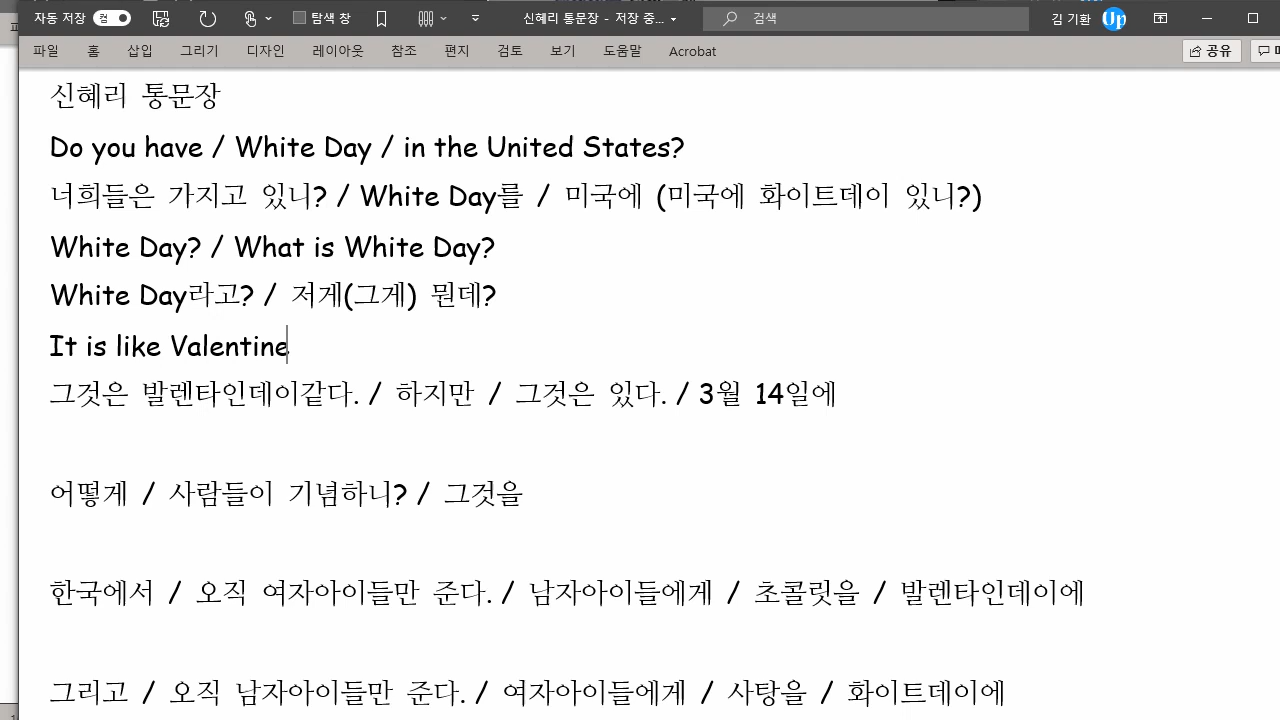 자동 저장 컴 탐색 창 신혜리 통문장 - 저장 중... 검색 김 기환 Up
파일 홈 삽입 그리기 디자인 레이아웃 참조 편지 검토 보기 도움말 Acrobat 공유
신혜리 통문장
Do you have / White Day / in the United States?
너희들은 가지고 있니? / White Day를 / 미국에 (미국에 화이트데이 있니?)
White Day? / What is White Day?
White Day라고? / 저게(그게) 뭔데?
It is like Valentine
그것은 발렌타인데이같다. / 하지만 / 그것은 있다. / 3월 14일에
어떻게 / 사람들이 기념하니? / 그것을
한국에서 / 오직 여자아이들만 준다. / 남자아이들에게 / 초콜릿을 / 발렌타인데이에
그리고 / 오직 남자아이들만 준다. / 여자아이들에게 / 사탕을 / 화이트데이에